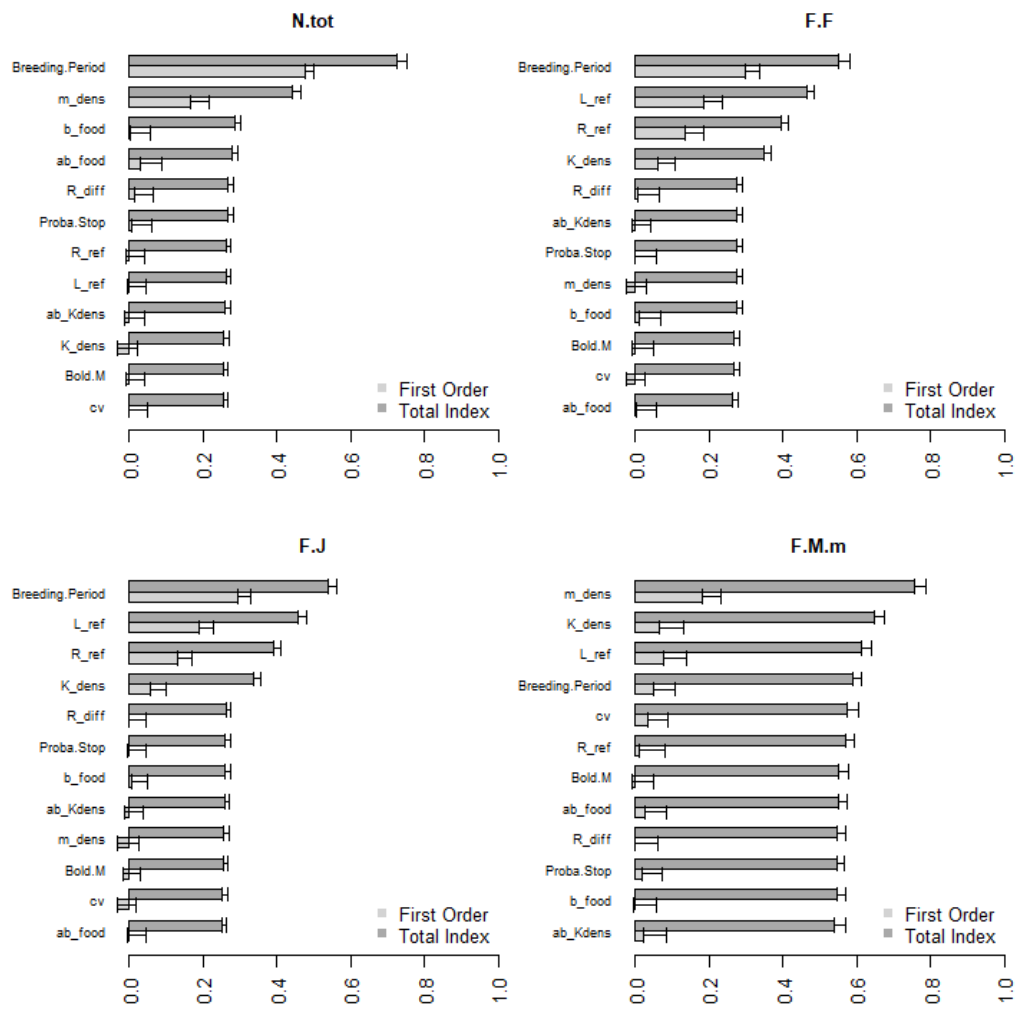 N.tot
Breeding.Period
m_dens
b_food
ab_food
R_diff
Proba.Stop
R_ref
L_ref
ab_Kdens
K_dens
Bold.M
cv
First Order
Total Index
0.0 0.2 0.4 0.6 0.8 1.0
F.F
Breeding.Period
L_ref
R_ref
K_dens
R_diff
ab_Kdens
Proba.Stop
m_dens
b_food
Bold.M
cv
ab_food
First Order
Total Index
0.0 0.2 0.4 0.6 0.8 1.0
F.J
Breeding.Period
L_ref
R_ref
K_dens
R_diff
Proba.Stop
b_food
ab_Kdens
m_dens
Bold.M
cv
ab_food
First Order
Total Index
0.0 0.2 0.4 0.6 0.8 1.0
F.M.m
m_dens
K_dens
L_ref
Breeding.Period
cv
R_ref
Bold.M
ab_food
R_diff
Proba.Stop
b_food
ab_Kdens
First Order
Total Index
0.0 0.2 0.4 0.6 0.8 1.0